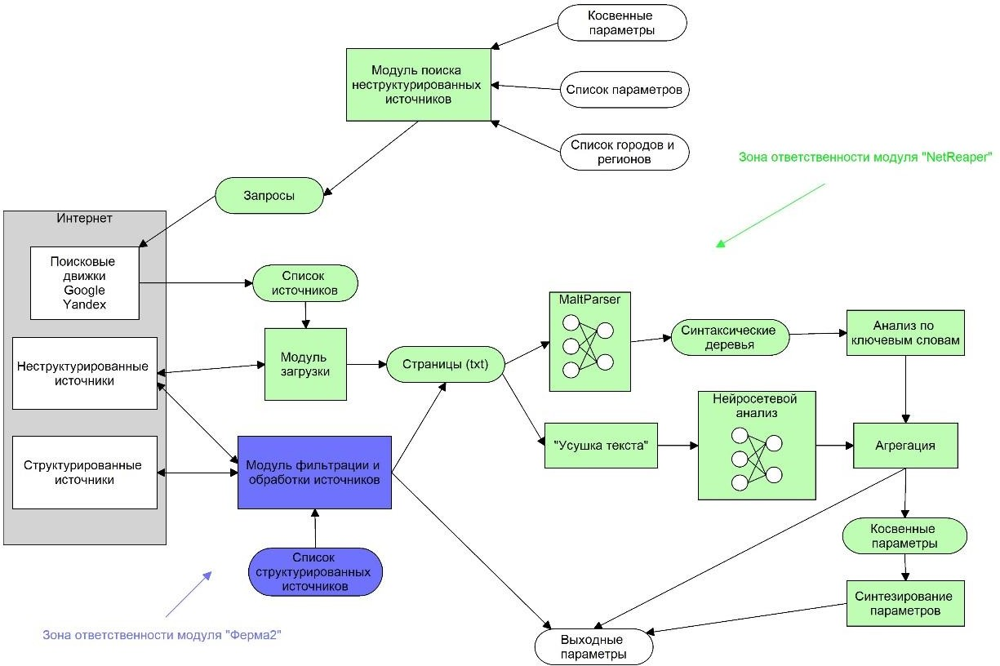 Косвенные
параметры
Модуль поиска
неструктурированных
источников
Список параметров
Список городов и
регионов
Зона ответственности модуля "NetReaper"
Запросы
Интернет
Поисковые
движки
Google
Yandex
Список
источников
MaltParser
Синтаксические
деревья
Анализ по
ключевым словам
Неструктурированные
источники
Модуль
загрузки
Страницы (txt)
Нейросетевой
анализ
"Усушка текста"
Агрегация
Структурированные
источники
Модуль фильтрации и
обработки источников
Косвенные
параметры
Список
структурированных
источников
Синтезирование
параметров
Зона ответственности модуля "Ферма2"
Выходные
параметры